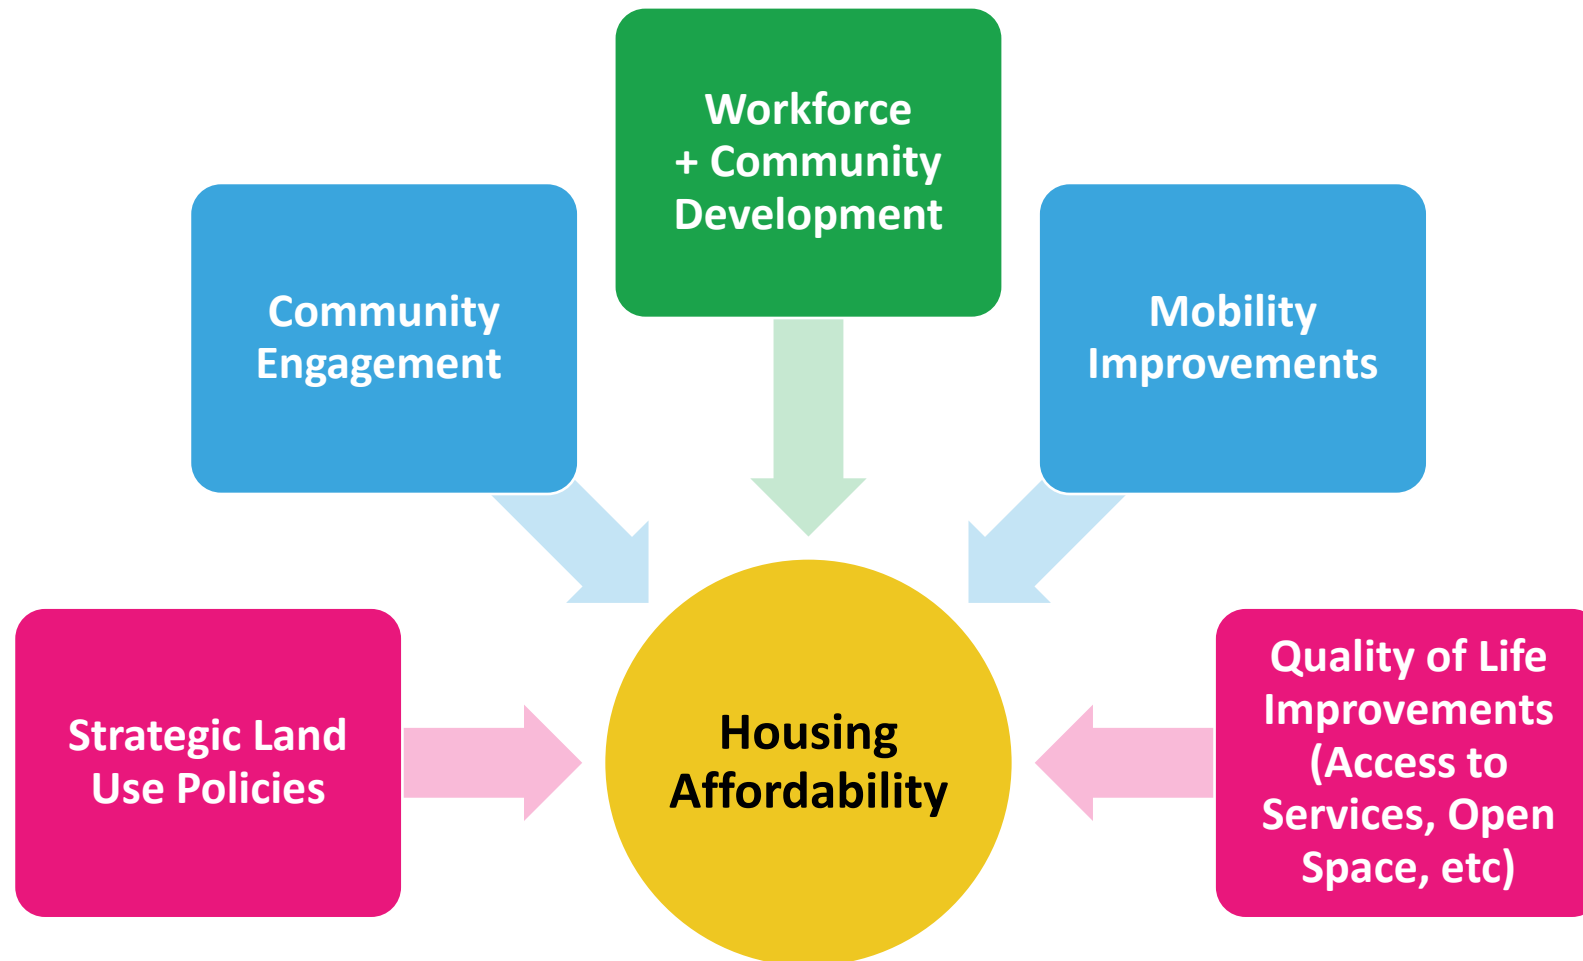 Workforce
+ Community
Development
Community
Engagement
Mobility
Improvements
Strategic Land
Use Policies
Housing
Affordability
Quality of Life
Improvements
(Access to
Services, Open
Space, etc)